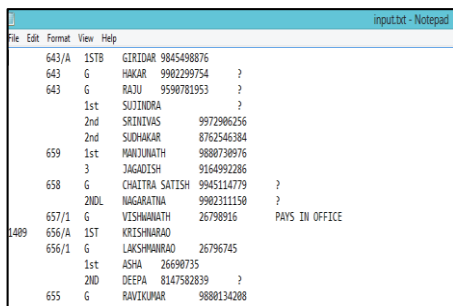 input.txt - Notepad
File Edit Format View Help
643/A 1STB GIRIDAR 9845498876
643 G HAKAR 9902299754 ?
643 G RAJU 9590781953 ?
1st SUJINDRA ?
2nd SRINIVAS 9972906256
2nd SUDHAKAR 8762546384
659 1st MANJUNATH 9880730976
3 JAGADISH 9164992286
658 G CHAITRA SATISH 9945114779 ?
2NDL NAGARATNA 9902311150 ?
657/1 G VISHWANATH 26798916 PAYS IN OFFICE
1409 656/A 1ST KRISHNARAO
656/1 G LAKSHMANRAO 26796745
1st ASHA 26690735
2ND DEEPA 8147582839 ?
655 G RAVIKUMAR 9880134208